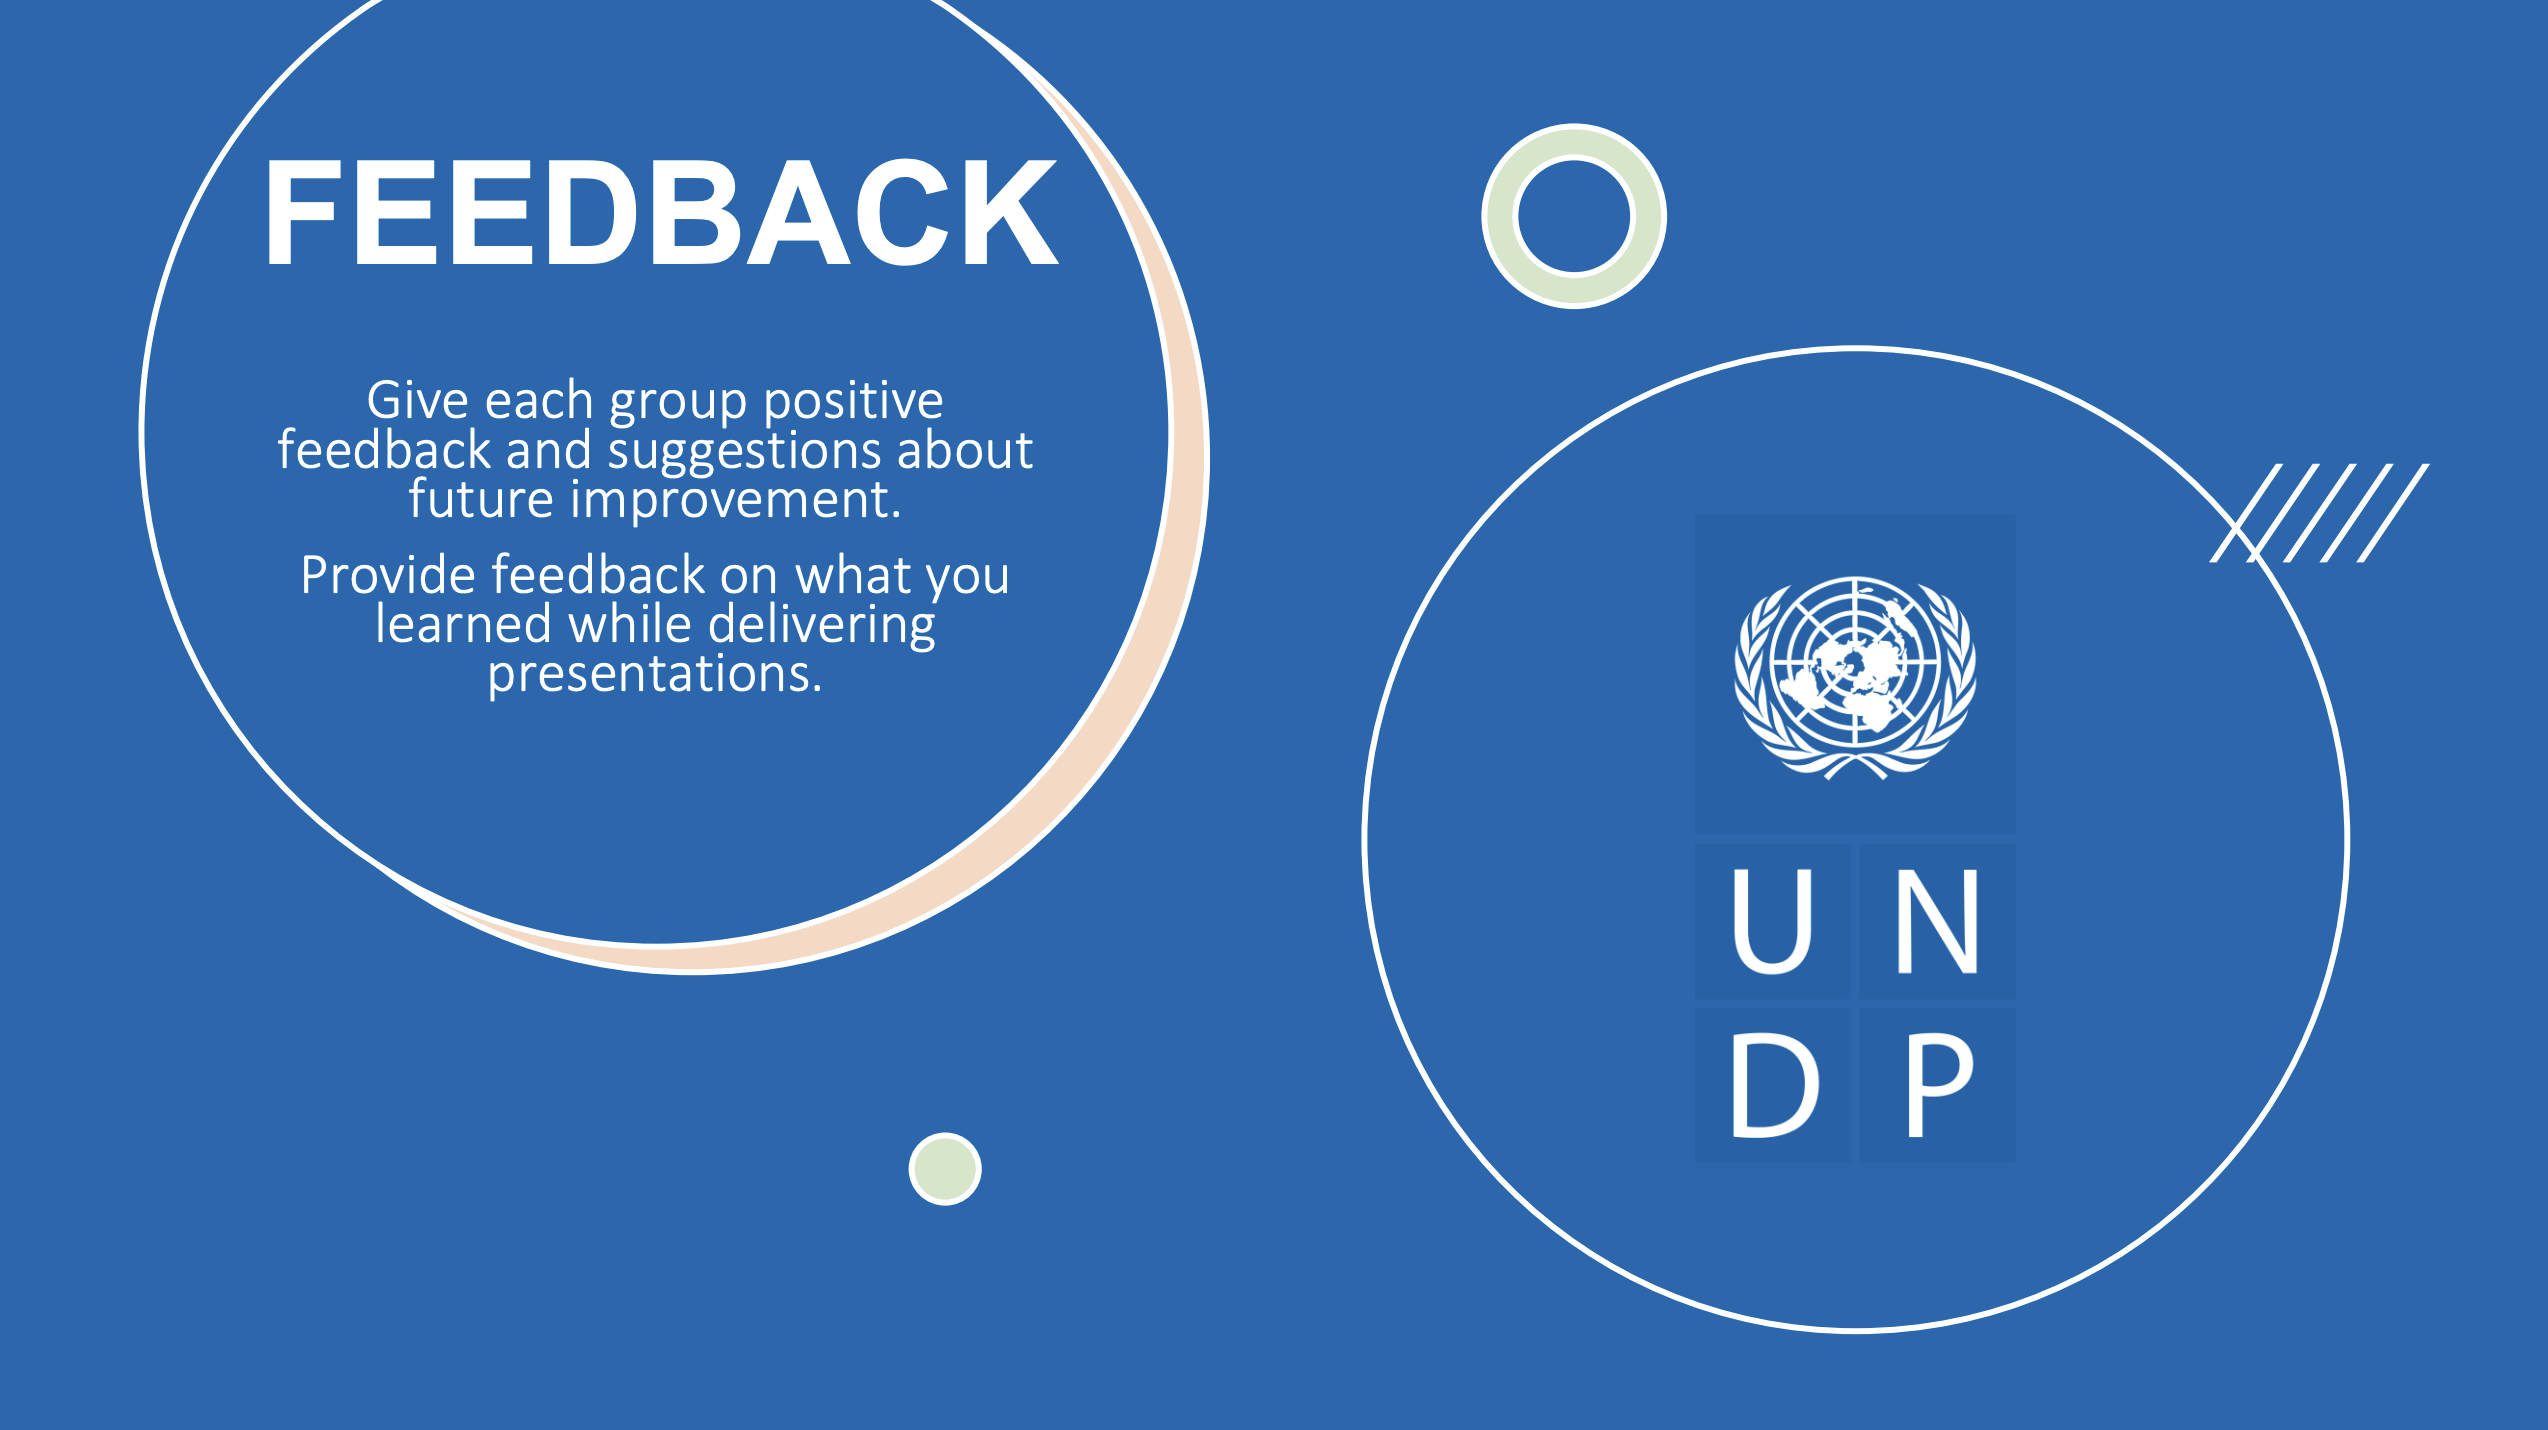 FEEDBACK
Give each group positive
feedback and suggestions about
future improvement.
Provide feedback on what you
learned while delivering
presentations.
U N
D P